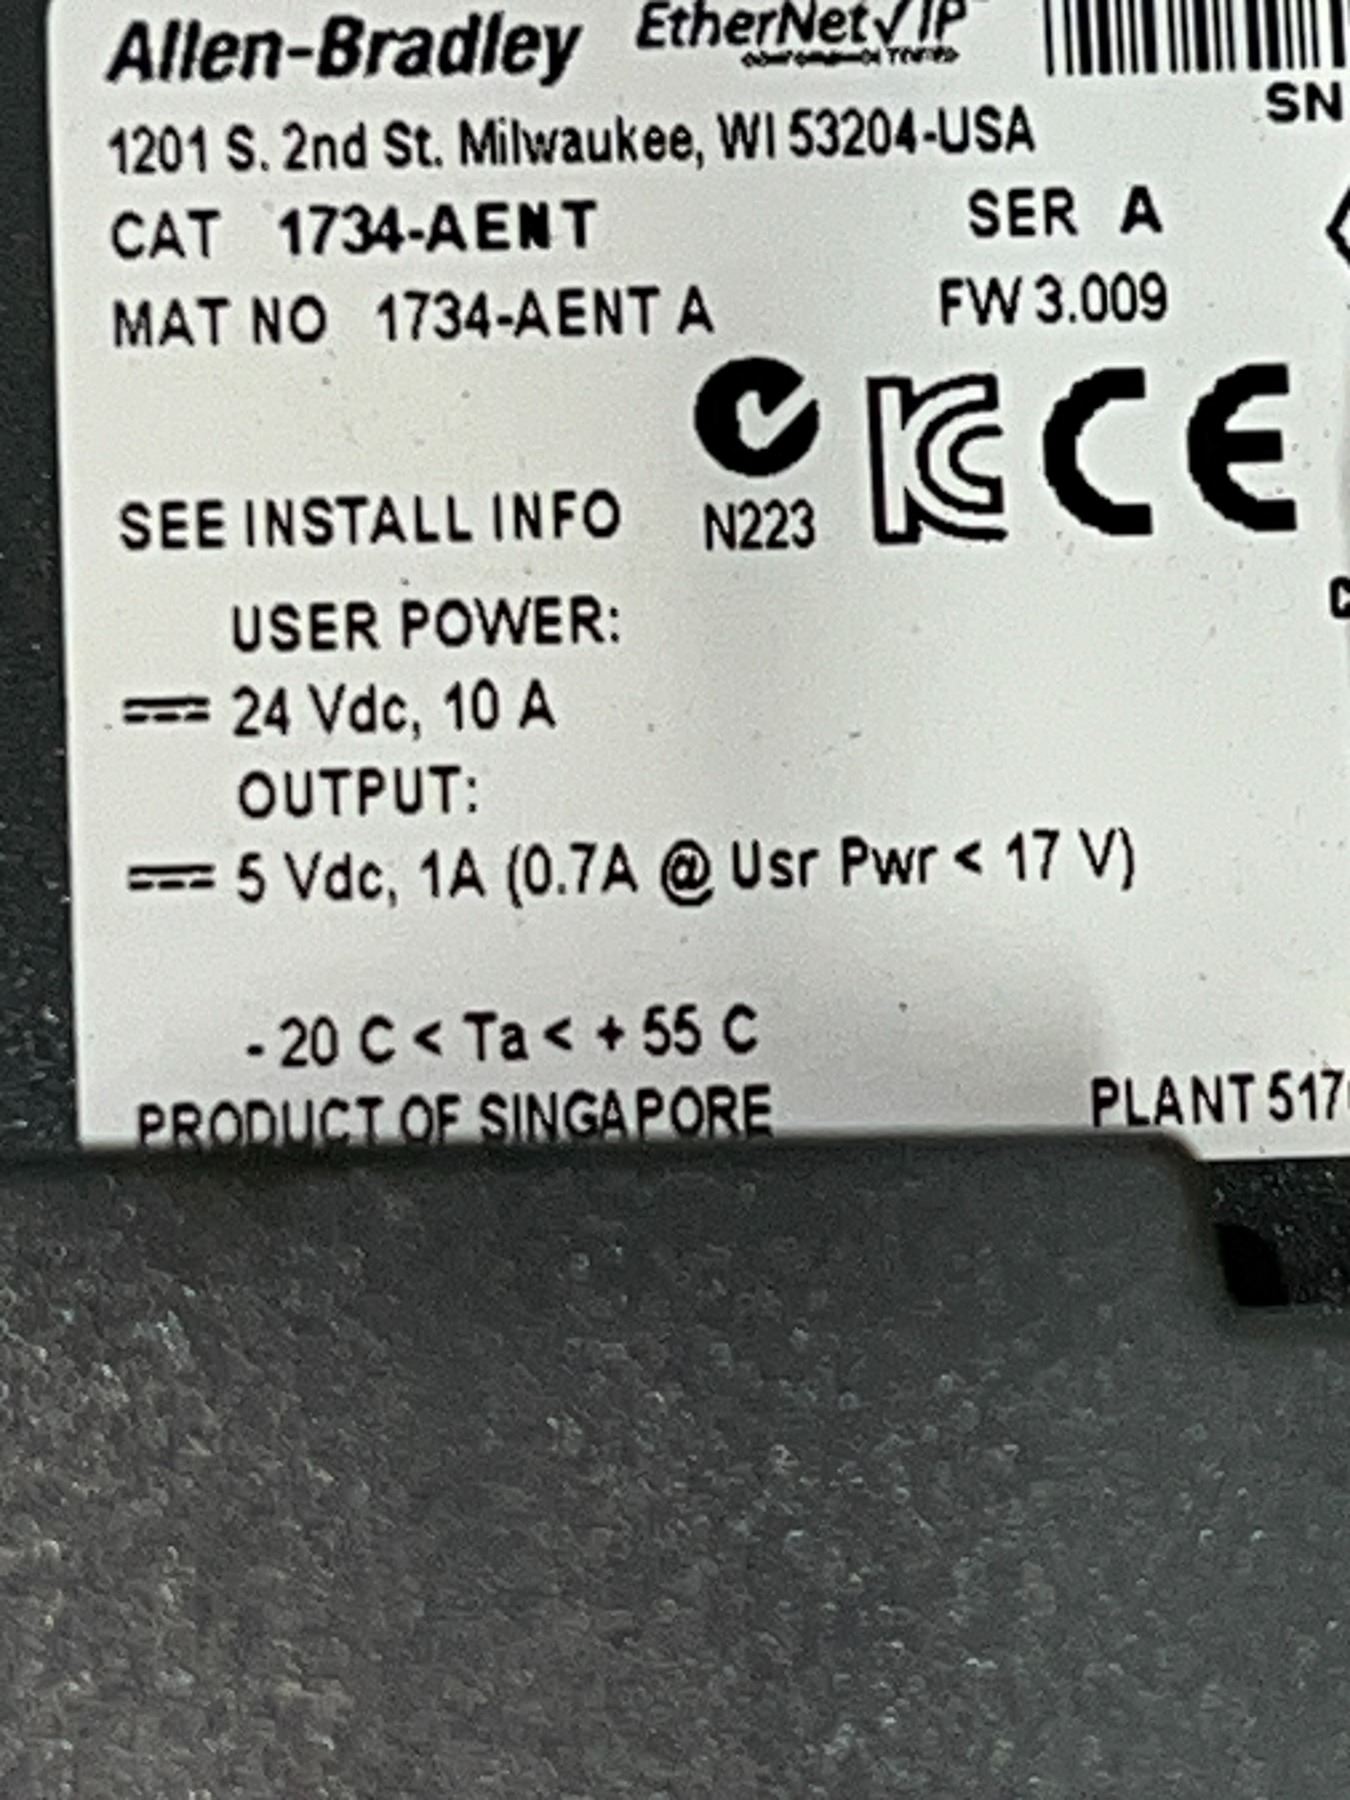 Allen-Bradley EtherNet/IP
SN
1201 S. 2nd St. Milwaukee, WI 53204-USA
CAT 1734-AENT SER A
MAT NO 1734-AENT A FW 3.009
SEE INSTALL INFO N223
USER POWER:
24 Vdc, 10 A
OUTPUT:
5 Vdc, 1A (0.7A @ Usr Pwr < 17 V)
- 20 C < Ta < + 55 C
PRODUCT OF SINGAPORE PLANT 517